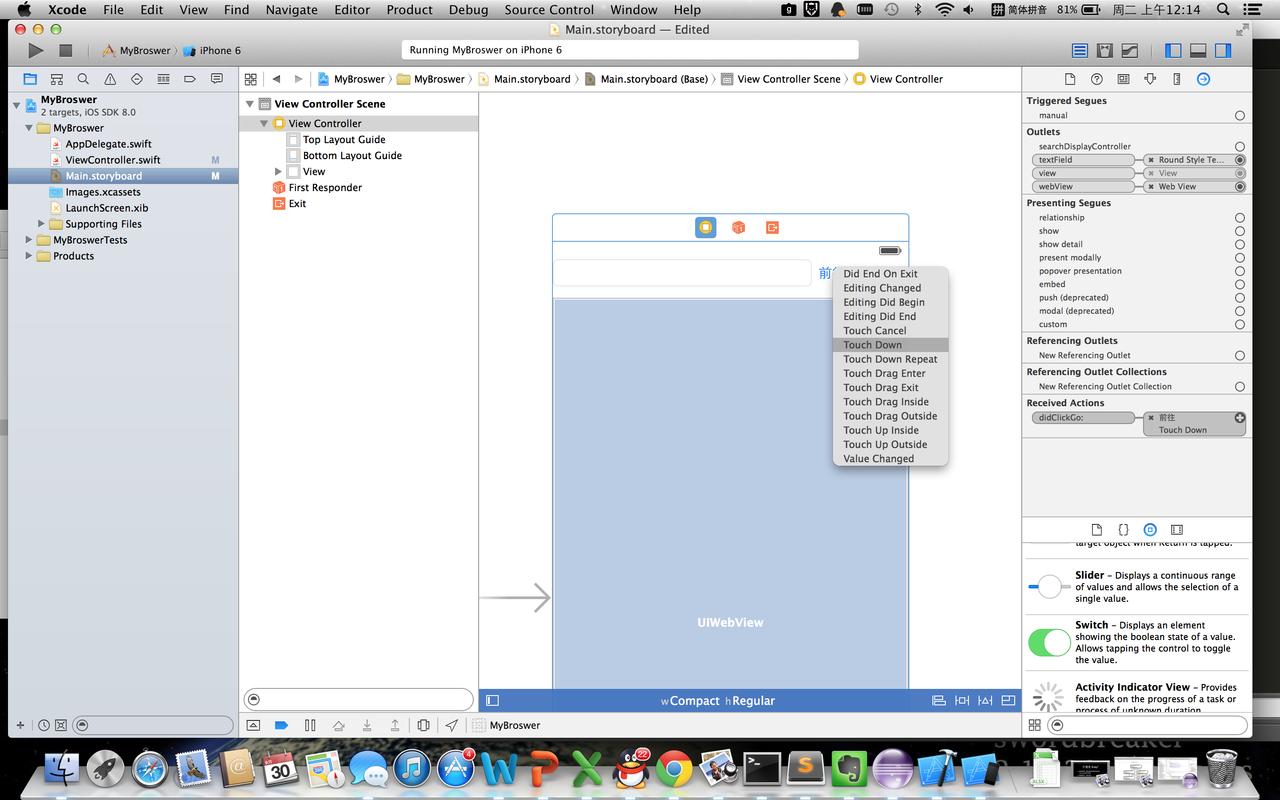 Xcode File Edit View Find Navigate Editor Product Debug Source Control Window Help 简体拼音 81% 周二 上午12:14
Main.storyboard — Edited
MyBroswer iPhone 6 Running MyBroswer on iPhone 6
MyBroswer MyBroswer Main.storyboard Main.storyboard (Base) View Controller Scene View Controller
MyBroswer
2 targets, iOS SDK 8.0
MyBroswer
AppDelegate.swift
ViewController.swift M
Main.storyboard M
Images.xcassets
LaunchScreen.xib
Supporting Files
MyBroswerTests
Products
View Controller Scene
View Controller
Top Layout Guide
Bottom Layout Guide
View
First Responder
Exit
前
Did End On Exit
Editing Changed
Editing Did Begin
Editing Did End
Touch Cancel
Touch Down
Touch Down Repeat
Touch Drag Enter
Touch Drag Exit
Touch Drag Inside
Touch Drag Outside
Touch Up Inside
Touch Up Outside
Value Changed
UIWebView
wCompact hRegular
MyBroswer
Triggered Segues
manual
Outlets
searchDisplayController
textField Round Style Te...
view View
webView Web View
Presenting Segues
relationship
show
show detail
present modally
popover presentation
embed
push (deprecated)
modal (deprecated)
custom
Referencing Outlets
New Referencing Outlet
Referencing Outlet Collections
New Referencing Outlet Collection
Received Actions
didClickGo: 前往
Touch Down
target object when Return is tapped.
Slider – Displays a continuous range
of values and allows the selection of a
single value.
Switch – Displays an element
showing the boolean state of a value.
Allows tapping the control to toggle
the value.
Activity Indicator View – Provides
feedback on the progress of a task or
process of unknown duration.
swordbreaker
30
4
22
XLSX